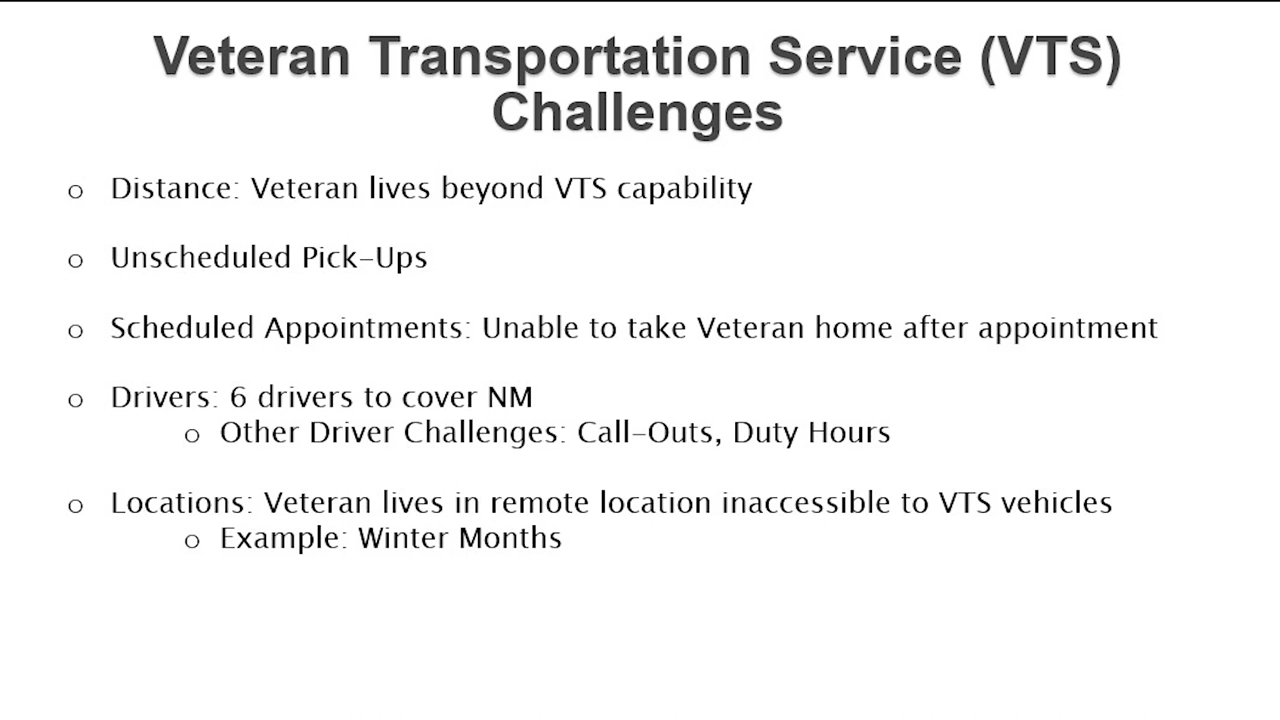 Veteran Transportation Service (VTS)
Challenges
o Distance: Veteran lives beyond VTS capability
o Unscheduled Pick-Ups
o Scheduled Appointments: Unable to take Veteran home after appointment
o Drivers: 6 drivers to cover NM
o Other Driver Challenges: Call-Outs, Duty Hours
o Locations: Veteran lives in remote location inaccessible to VTS vehicles
o Example: Winter Months